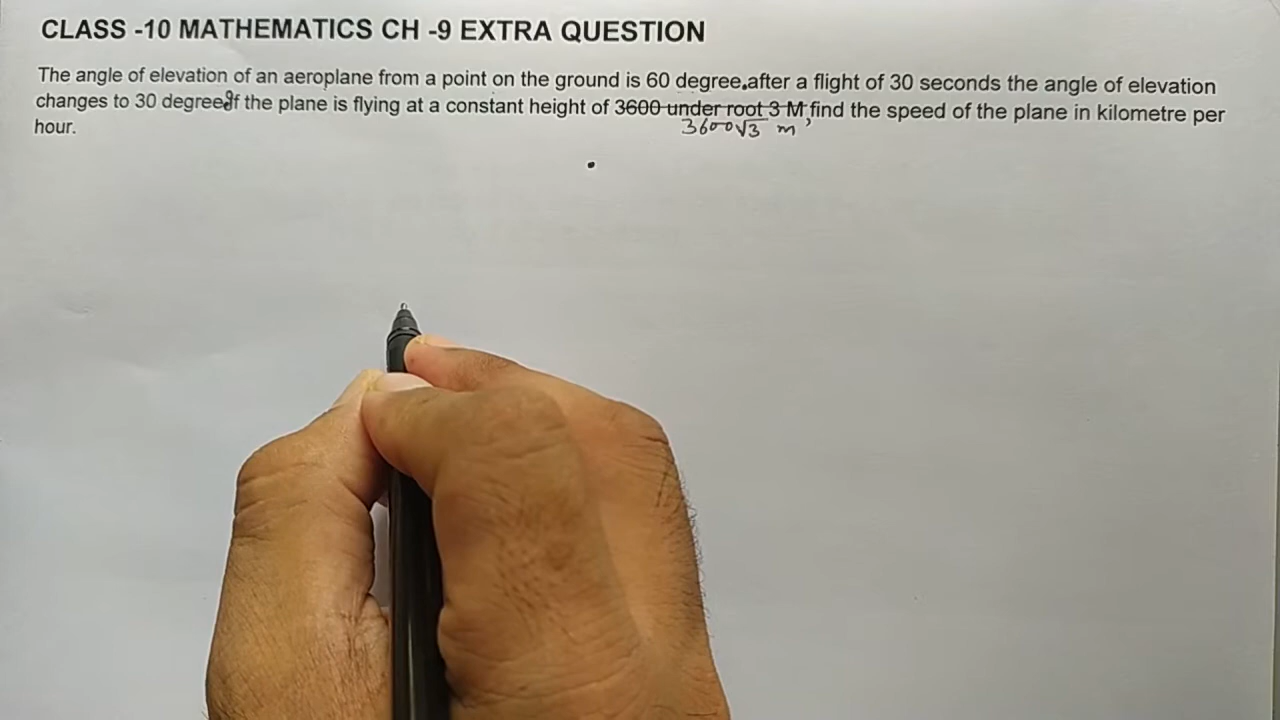 CLASS -10 MATHEMATICS CH -9 EXTRA QUESTION
The angle of elevation of an aeroplane from a point on the ground is 60 degree.after a flight of 30 seconds the angle of elevation
changes to 30 degree.If the plane is flying at a constant height of 3600 under root 3 M,find the speed of the plane in kilometre per
3600√3 m
hour.